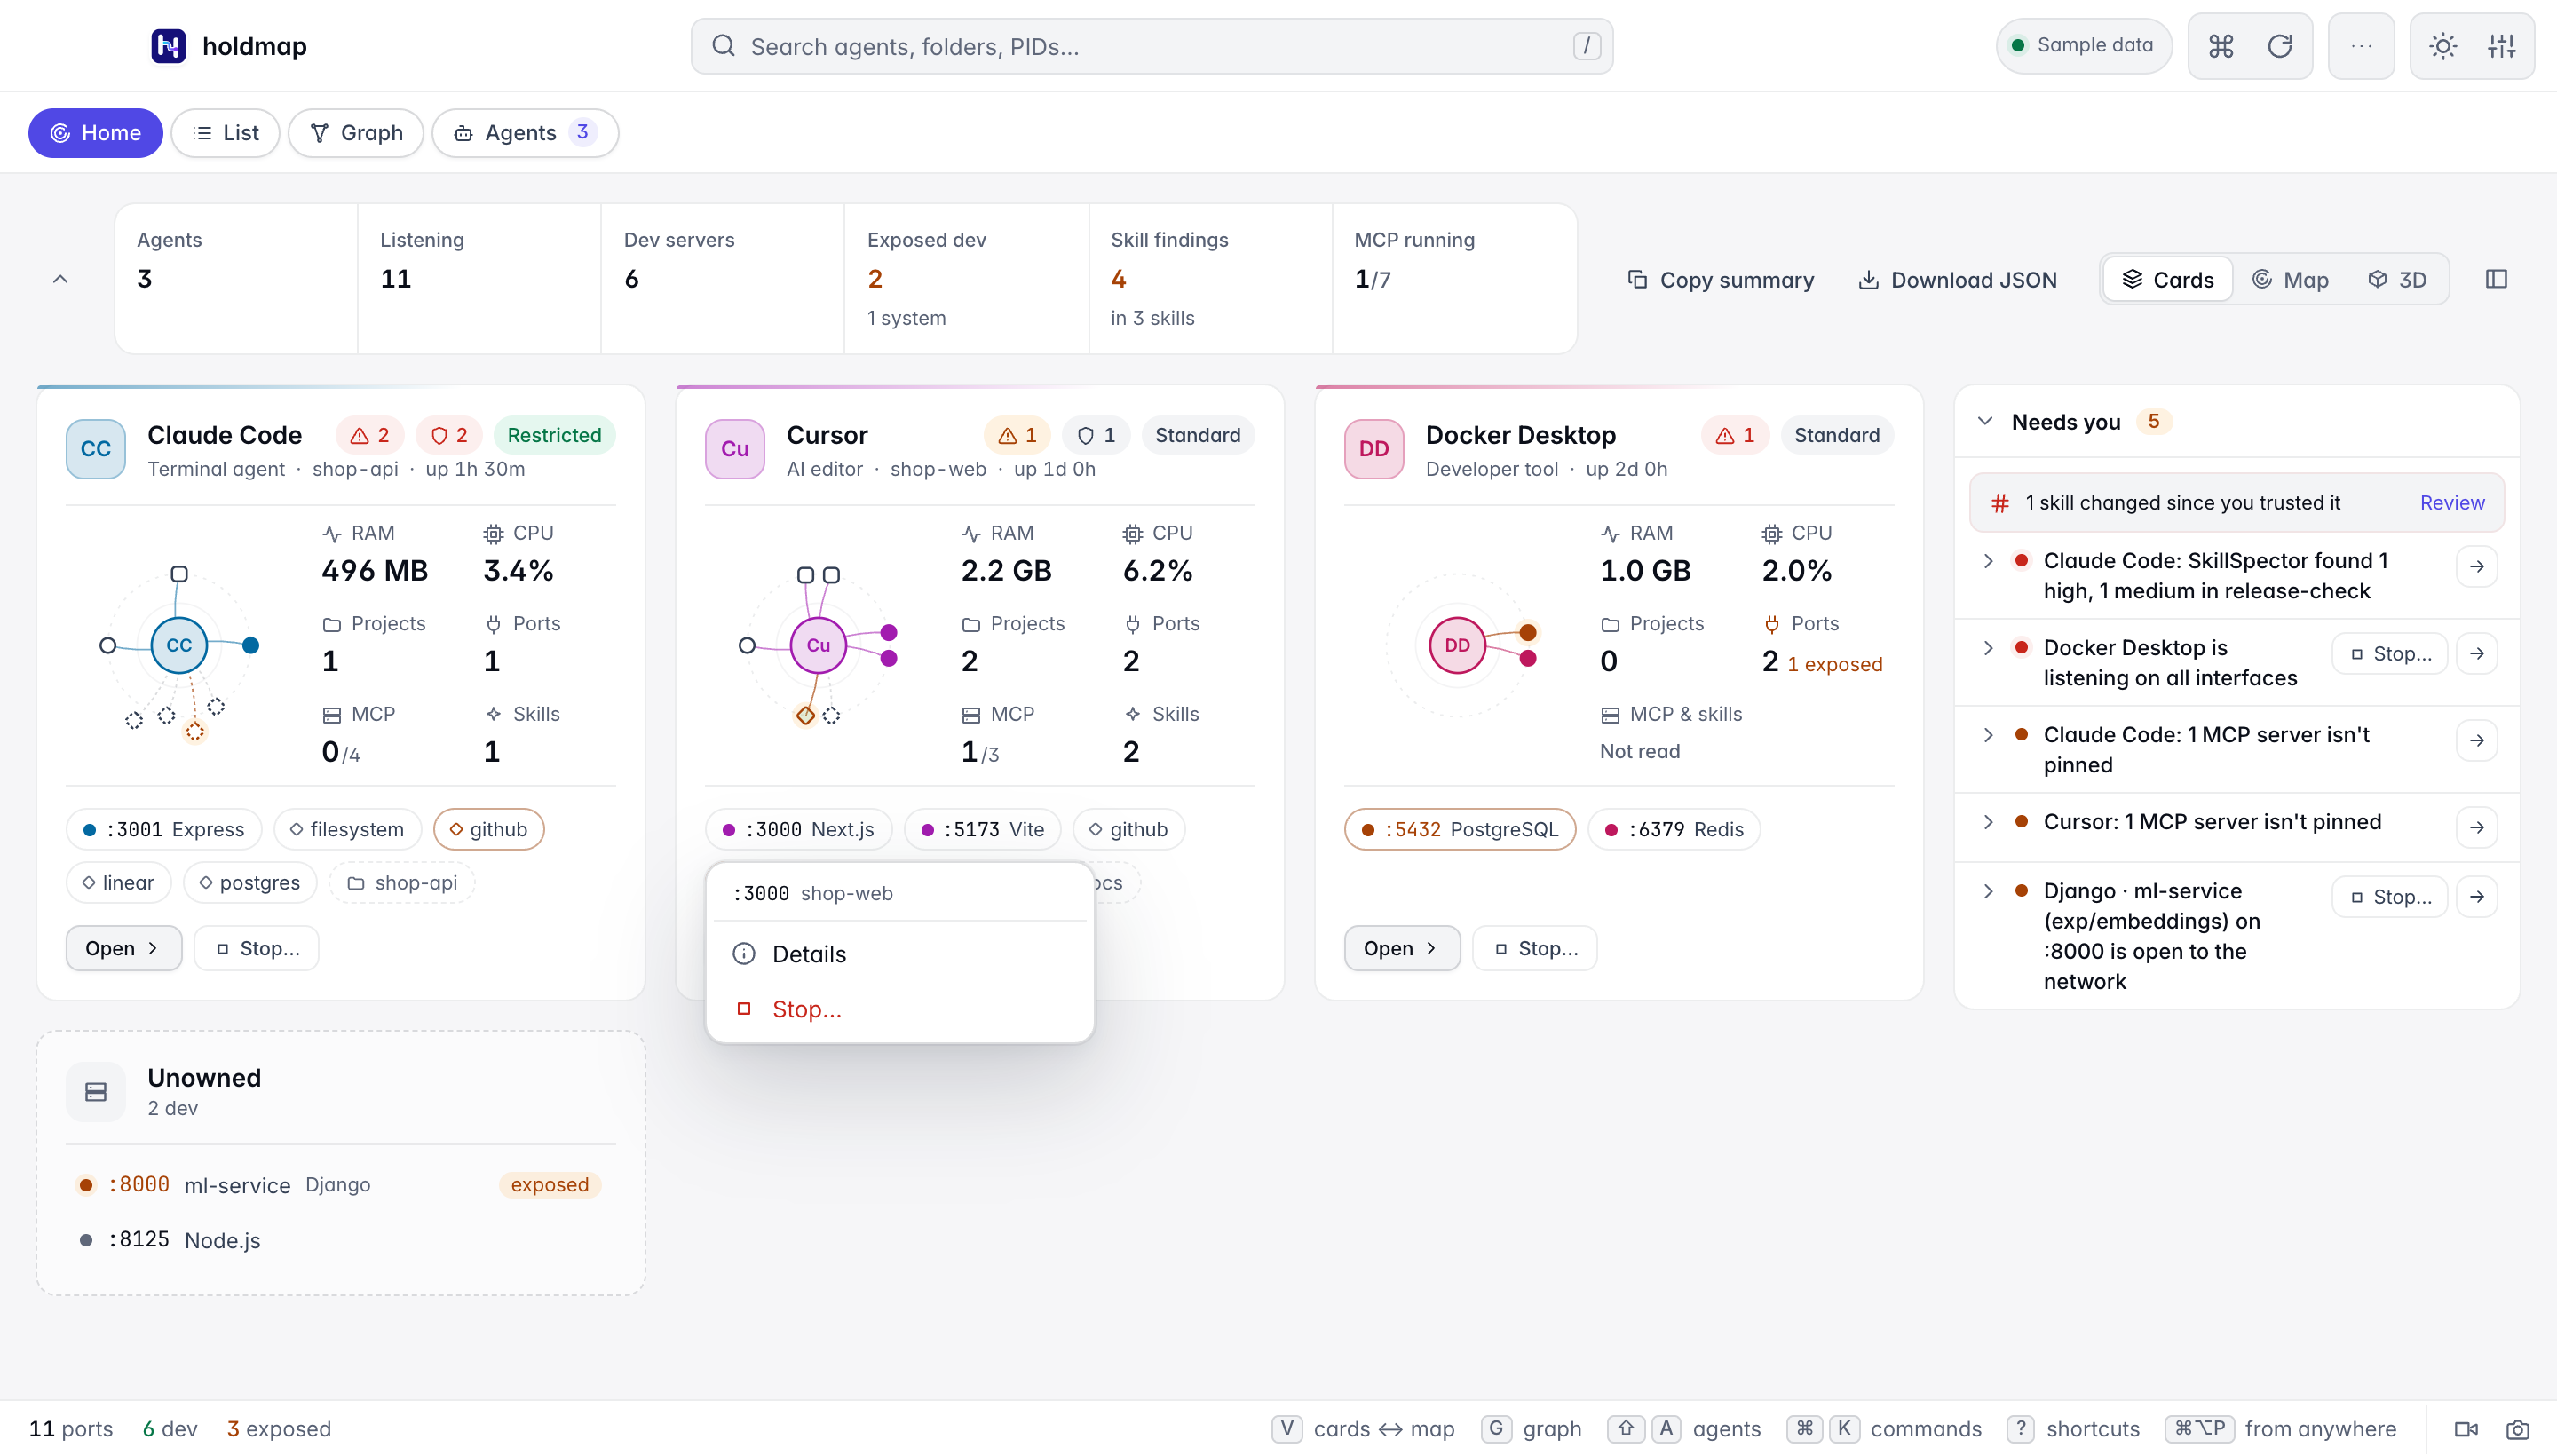 holdmap
Search agents, folders, PIDs...
/
Sample data
Home
List
Graph
Agents 3
Agents
3
Listening
11
Dev servers
6
Exposed dev
2
1 system
Skill findings
4
in 3 skills
MCP running
1/7
Copy summary
Download JSON
Cards
Map
3D
CC
Claude Code
2
2
Restricted
Terminal agent · shop-api · up 1h 30m
CC
RAM
496 MB
CPU
3.4%
Projects
1
Ports
1
MCP
0/4
Skills
1
:3001 Express
filesystem
github
linear
postgres
shop-api
Open
Stop...
Cu
Cursor
1
1
Standard
AI editor · shop-web · up 1d 0h
Cu
RAM
2.2 GB
CPU
6.2%
Projects
2
Ports
2
MCP
1/3
Skills
2
:3000 Next.js
:5173 Vite
github
:3000 shop-web
Details
Stop...
DD
Docker Desktop
1
Standard
Developer tool · up 2d 0h
DD
RAM
1.0 GB
CPU
2.0%
Projects
0
Ports
2 1 exposed
MCP & skills
Not read
:5432 PostgreSQL
:6379 Redis
Open
Stop...
Needs you 5
1 skill changed since you trusted it
Review
Claude Code: SkillSpector found 1
high, 1 medium in release-check
Docker Desktop is
listening on all interfaces
Stop...
Claude Code: 1 MCP server isn't
pinned
Cursor: 1 MCP server isn't pinned
Django · ml-service
(exp/embeddings) on
:8000 is open to the
network
Stop...
Unowned
2 dev
:8000 ml-service Django exposed
:8125 Node.js
11 ports
6 dev
3 exposed
V cards ↔ map
G graph
⇧ A agents
⌘ K commands
? shortcuts
⌘⌥P from anywhere